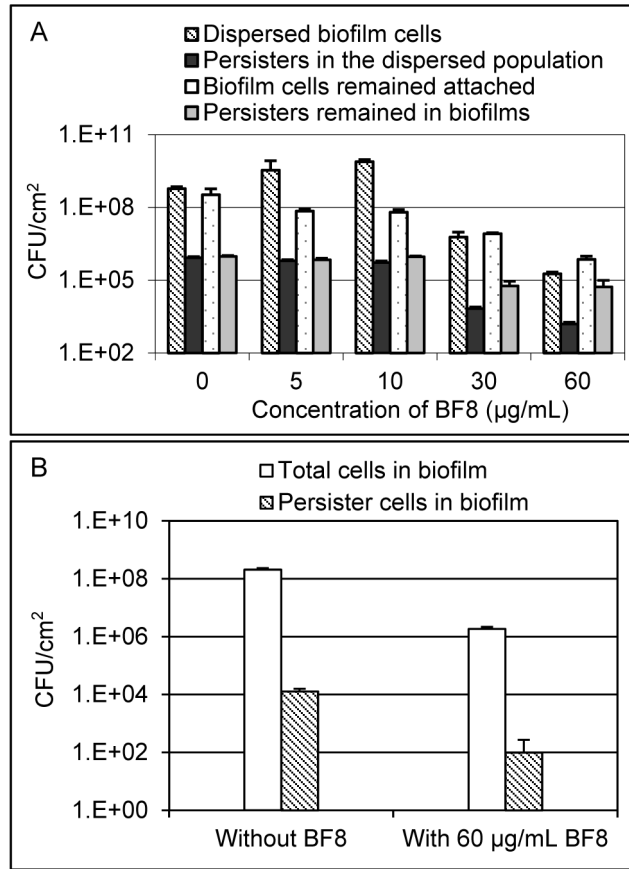 A
Dispersed biofilm cells
Persisters in the dispersed population
Biofilm cells remained attached
Persisters remained in biofilms
1.E+11
1.E+08
1.E+05
1.E+02
CFU/cm²
0 5 10 30 60
Concentration of BF8 (µg/mL)
B
Total cells in biofilm
Persister cells in biofilm
1.E+10
1.E+08
1.E+06
1.E+04
1.E+02
1.E+00
CFU/cm²
Without BF8 With 60 µg/mL BF8